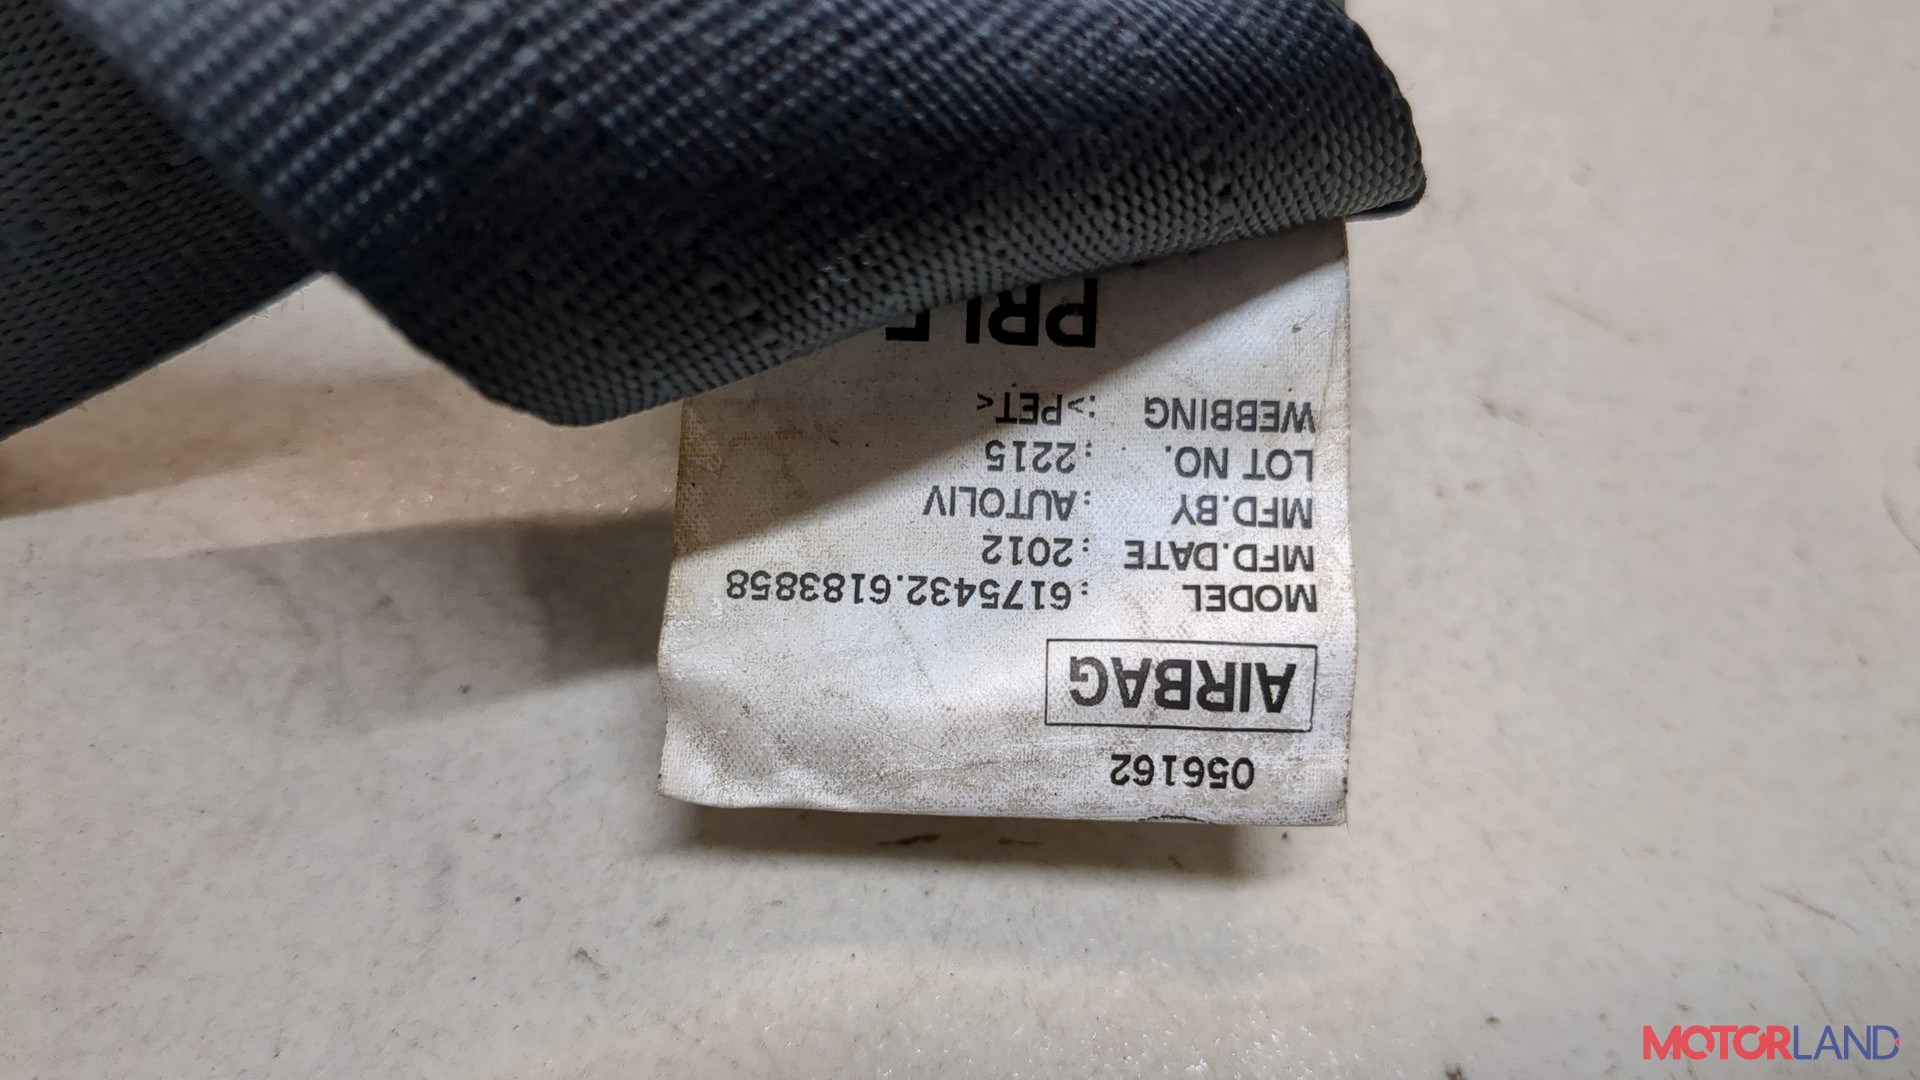 056162
AIRBAG
MODEL :6175432.6183858
MFD.DATE :2012
MFD.BY :AUTOLIV
LOT NO. :2215
WEBBING :>PET<
MOTORLAND